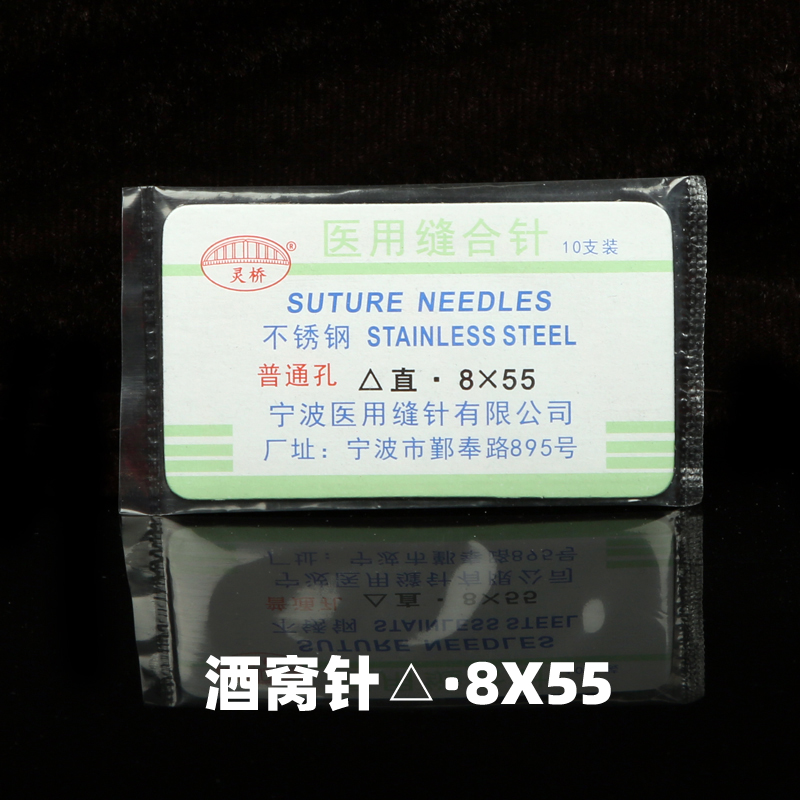 医用缝合针 10支装
灵桥®
SUTURE NEEDLES
不锈钢 STAINLESS STEEL
普通孔 △直·8×55
宁波医用缝针有限公司
厂址：宁波市鄞奉路895号
酒窝针△·8X55